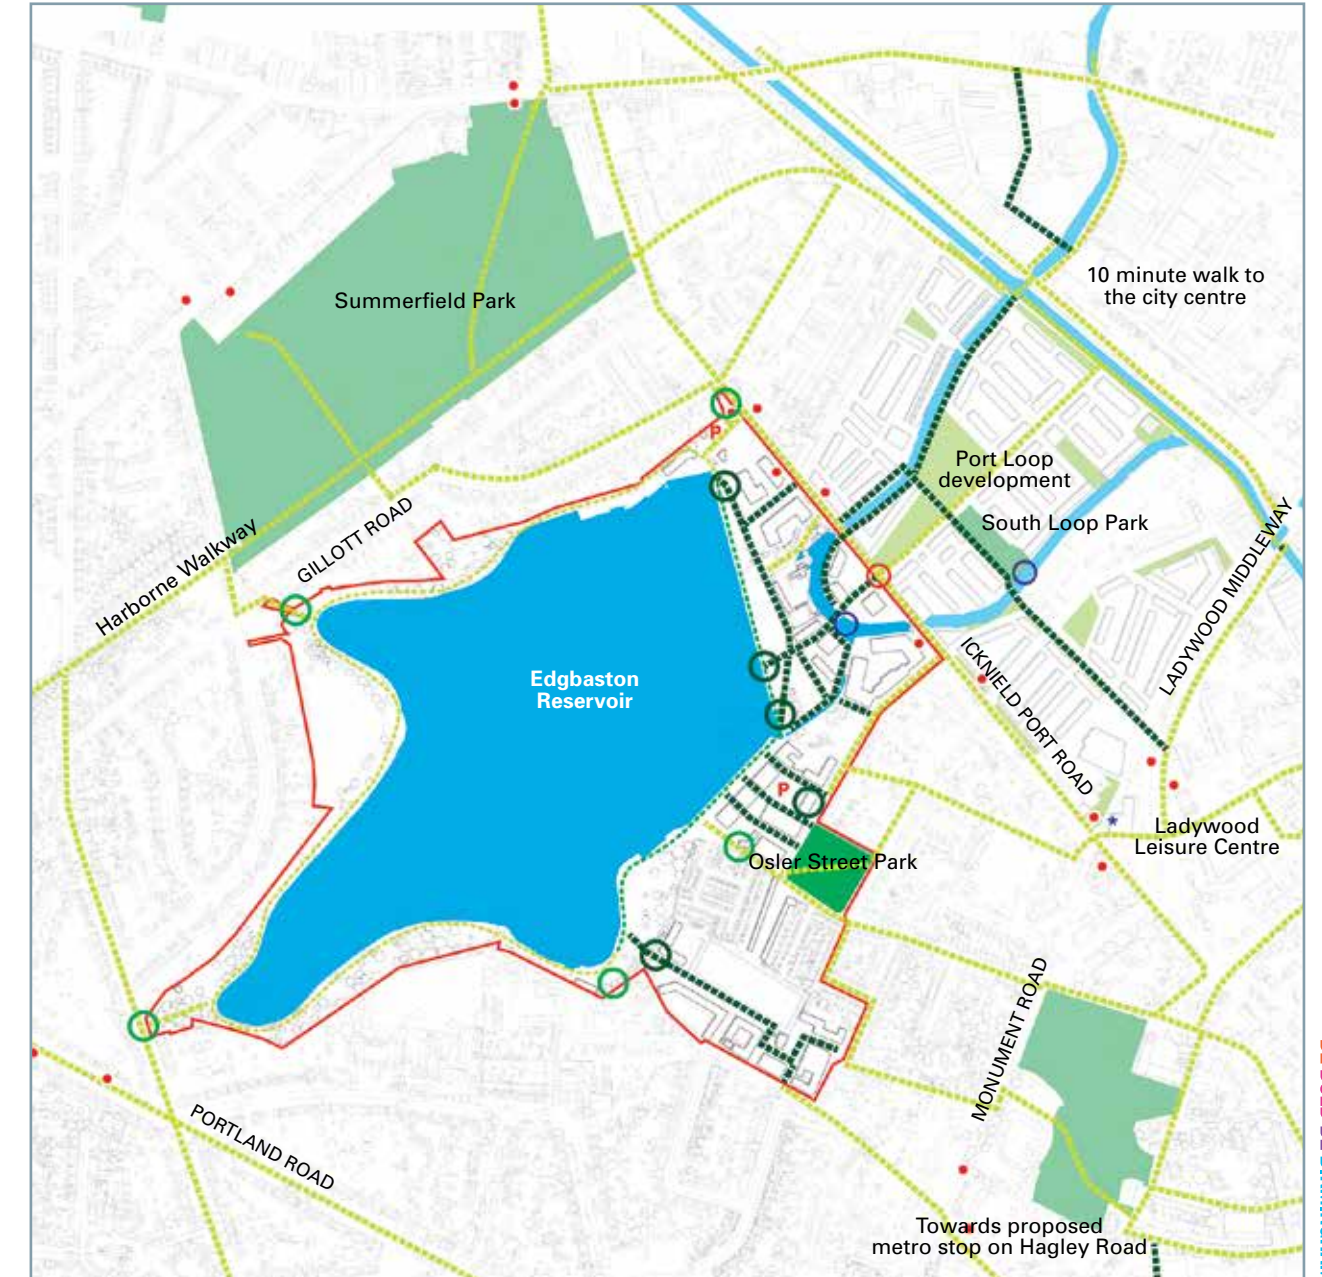 10 minute walk to
the city centre
Summerfield Park
P
Port Loop
development
South Loop Park
GILLOTT ROAD
Harborne Walkway
LADYWOOD MIDDLEWAY
Edgbaston
Reservoir
ICKNIELD PORT ROAD
P
*
Ladywood
Leisure Centre
Osler Street Park
MONUMENT ROAD
PORTLAND ROAD
Towards proposed
metro stop on Hagley Road